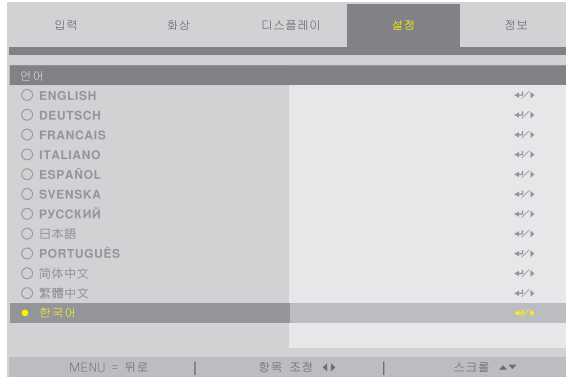 입력 화상 디스플레이 설정 정보
언어
ENGLISH
DEUTSCH
FRANCAIS
ITALIANO
ESPAÑOL
SVENSKA
РУССКИЙ
日本語
PORTUGUÊS
简体中文
繁體中文
한국어
MENU = 뒤로 | 항목 조정 | 스크롤